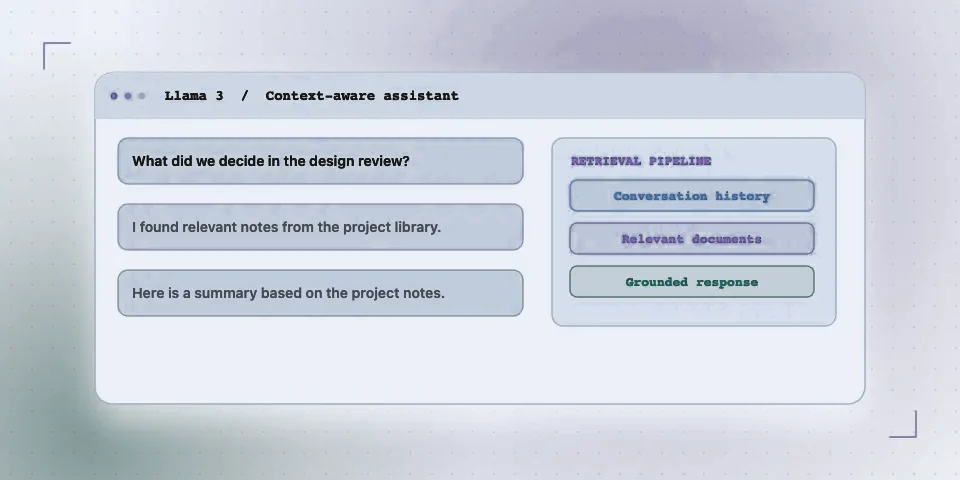 Llama 3 / Context-aware assistant
What did we decide in the design review?
I found relevant notes from the project library.
Here is a summary based on the project notes.
RETRIEVAL PIPELINE
Conversation history
Relevant documents
Grounded response